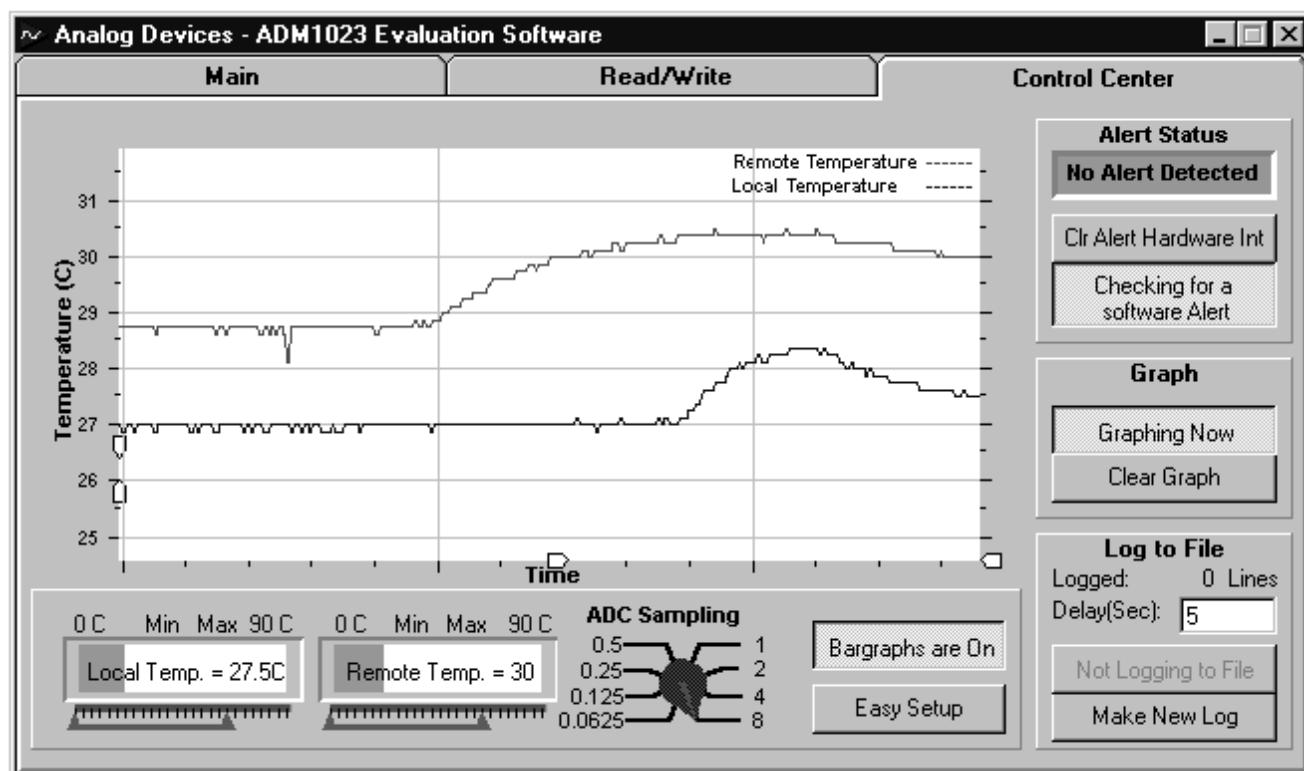 Analog Devices - ADM1023 Evaluation Software
Main
Read/Write
Control Center
Remote Temperature
Local Temperature
Temperature (C)
31
30
29
28
27
26
25
Time
Alert Status
No Alert Detected
Clr Alert Hardware Int
Checking for a
software Alert
Graph
Graphing Now
Clear Graph
Log to File
Logged: 0 Lines
Delay(Sec): 5
Not Logging to File
Make New Log
0 C Min Max 90 C
Local Temp. = 27.5C
0 C Min Max 90 C
Remote Temp. = 30
ADC Sampling
0.5 1
0.25 2
0.125 4
0.0625 8
Bargraphs are On
Easy Setup